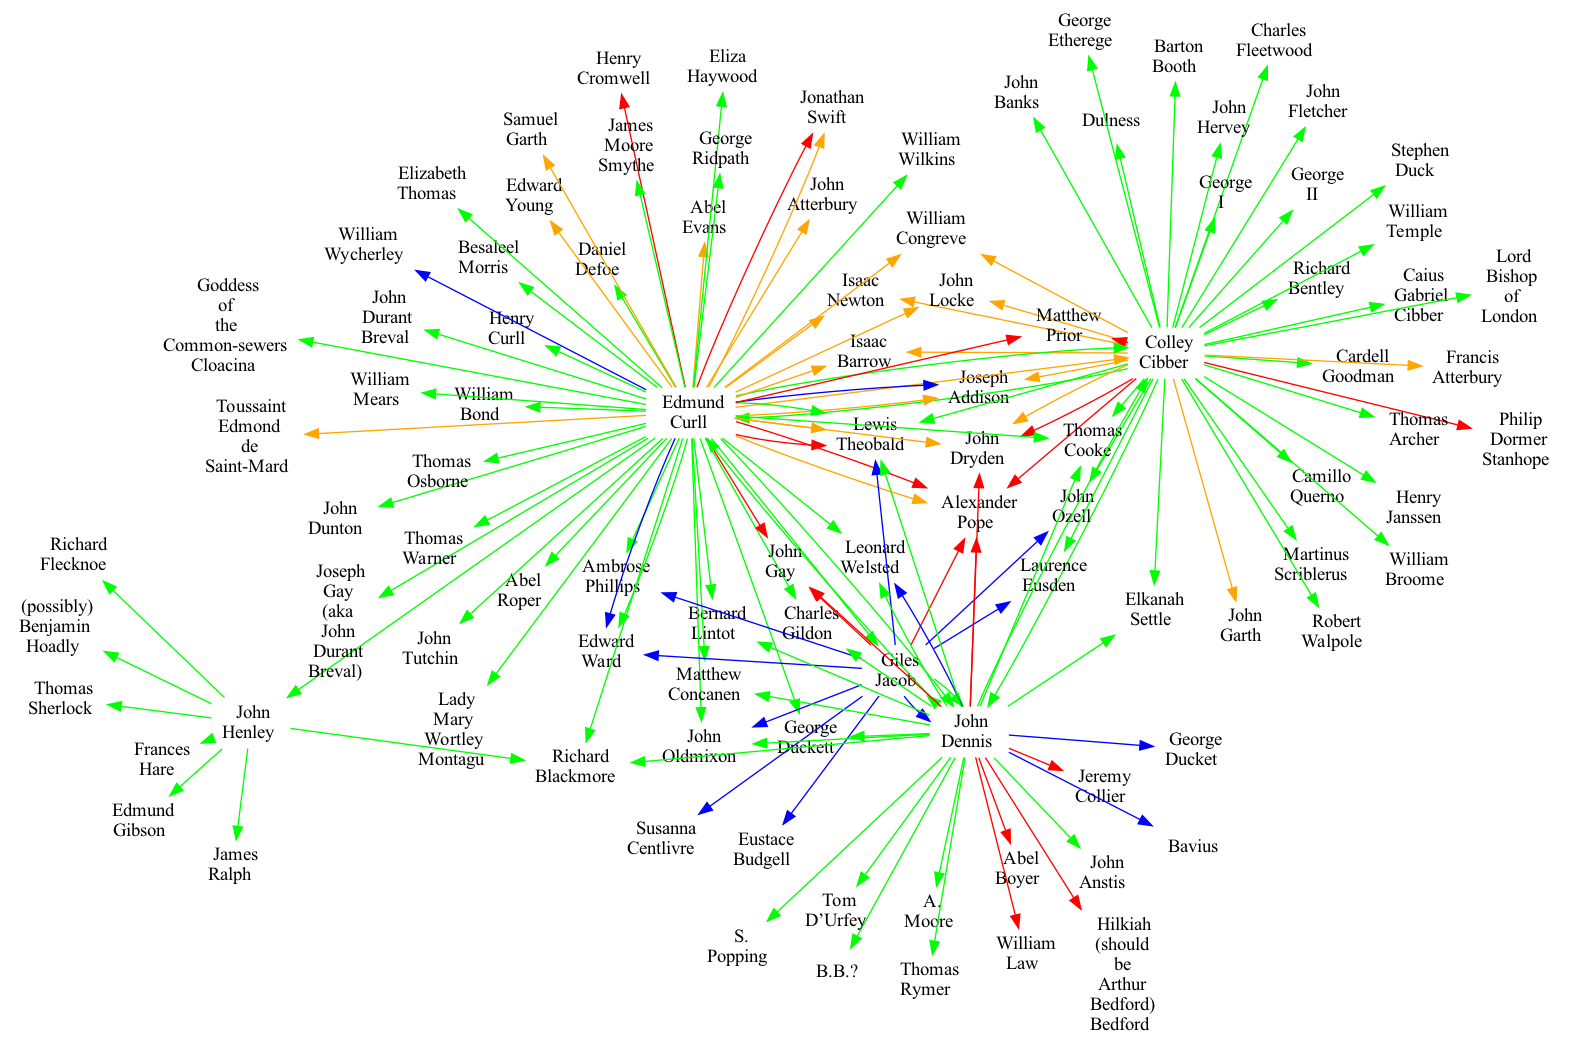 George
Etherege
Charles
Fleetwood
Barton
Booth
Eliza
Haywood
Henry
Cromwell
John
Banks
Jonathan
Swift
John
Fletcher
John
Hervey
Dulness
Samuel
Garth
James
Moore
Smythe
George
Ridpath
William
Wilkins
Stephen
Duck
Elizabeth
Thomas
Edward
Young
John
Atterbury
George
I
George
II
Abel
Evans
William
Congreve
William
Temple
William
Wycherley
Besaleel
Morris
Daniel
Defoe
Lord
Bishop
of
London
Richard
Bentley
Caius
Gabriel
Cibber
Isaac
Newton
John
Locke
Goddess
of
the
Common-sewers
Cloacina
John
Durant
Breval
Henry
Curll
Matthew
Prior
Isaac
Barrow
Colley
Cibber
Cardell
Goodman
Francis
Atterbury
William
Mears
William
Bond
Joseph
Addison
Edmund
Curll
Toussaint
Edmond
de
Saint-Mard
Lewis
Theobald
John
Dryden
Thomas
Cooke
Thomas
Archer
Philip
Dormer
Stanhope
Thomas
Osborne
Camillo
Querno
John
Dunton
Alexander
Pope
John
Ozell
Henry
Janssen
Thomas
Warner
John
Gay
Leonard
Welsted
Laurence
Eusden
Martinus
Scriblerus
William
Broome
Richard
Flecknoe
Joseph
Gay
(aka
John
Durant
Breval)
Abel
Roper
Ambrose
Phillips
Elkanah
Settle
(possibly)
Benjamin
Hoadly
Bernard
Lintot
Charles
Gildon
John
Garth
Robert
Walpole
John
Tutchin
Edward
Ward
Giles
Jacob
Thomas
Sherlock
Matthew
Concanen
Lady
Mary
Wortley
Montagu
John
Henley
John
Dennis
Frances
Hare
Richard
Blackmore
John
Oldmixon
George
Duckett
George
Ducket
Jeremy
Collier
Edmund
Gibson
James
Ralph
Susanna
Centlivre
Eustace
Budgell
Bavius
Abel
Boyer
John
Anstis
Tom
D'Urfey
A.
Moore
S.
Popping
William
Law
Hilkiah
(should
be
Arthur
Bedford)
Bedford
B.B.?
Thomas
Rymer